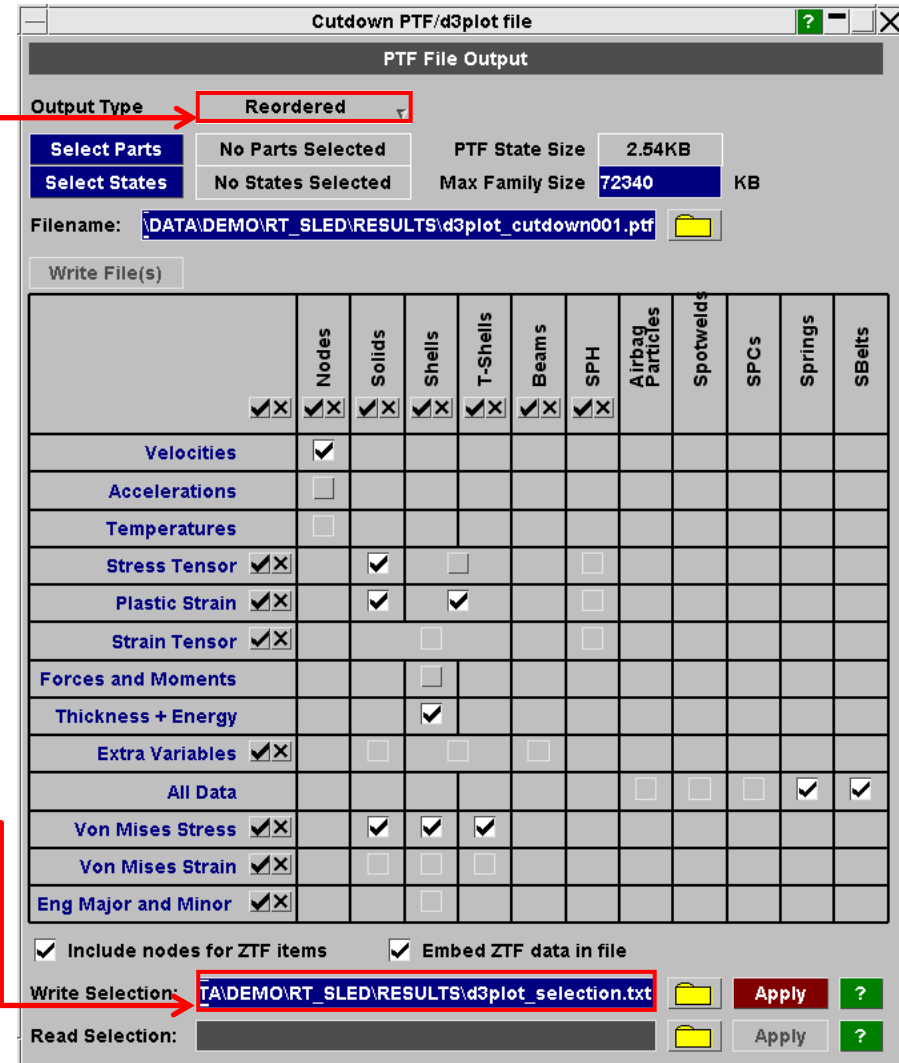 Cutdown PTF/d3plot file ?
PTF File Output
Output Type Reordered
Select Parts No Parts Selected PTF State Size 2.54KB
Select States No States Selected Max Family Size 72340 KB
Filename: \DATA\DEMO\RT_SLED\RESULTS\d3plot_cutdown001.ptf
Write File(s)
Nodes Solids Shells T-Shells Beams SPH Airbag Particles Spotwelds SPCs Springs SBelts
Velocities
Accelerations
Temperatures
Stress Tensor
Plastic Strain
Strain Tensor
Forces and Moments
Thickness + Energy
Extra Variables
All Data
Von Mises Stress
Von Mises Strain
Eng Major and Minor
Include nodes for ZTF items Embed ZTF data in file
Write Selection: TA\DEMO\RT_SLED\RESULTS\d3plot_selection.txt Apply ?
Read Selection: Apply ?